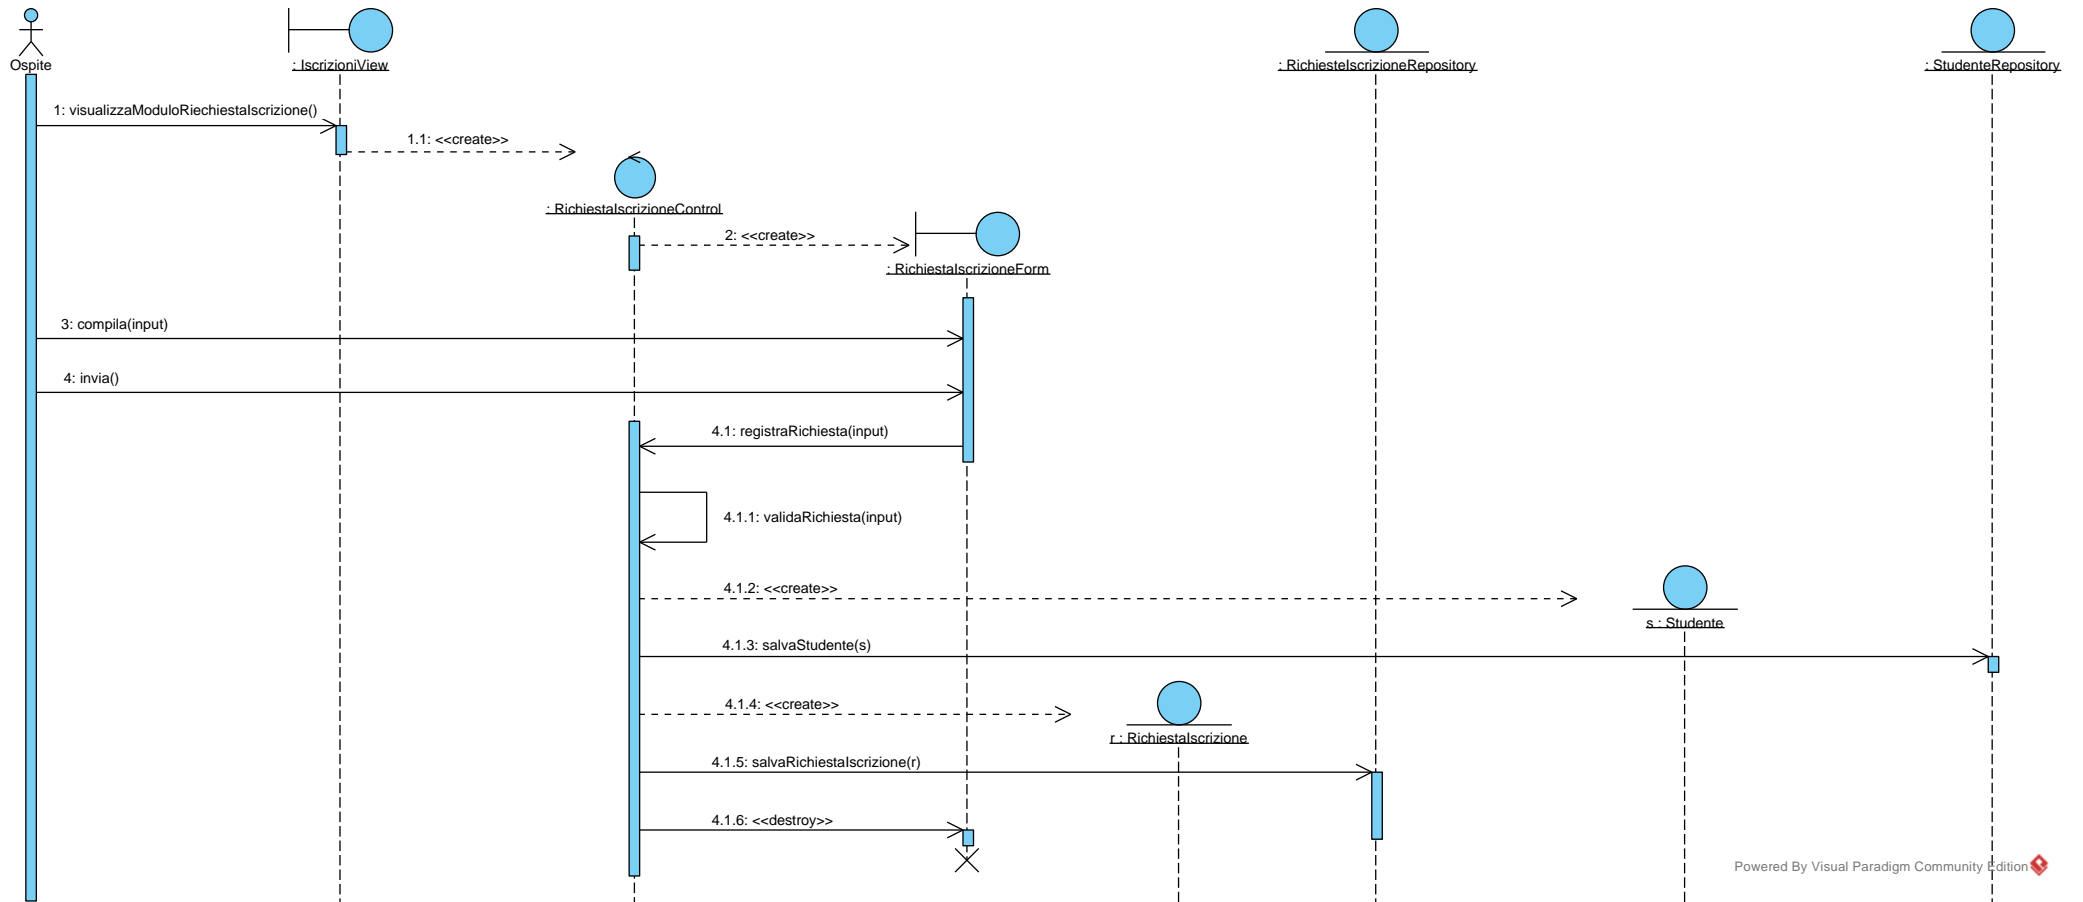 Ospite
: IscrizioniView
: RichiesteIscrizioneRepository
: StudenteRepository
1: visualizzaModuloRiechiestaIscrizione()
1.1: <<create>>
: RichiestaIscrizioneControl
2: <<create>>
: RichiestaIscrizioneForm
3: compila(input)
4: invia()
4.1: registraRichiesta(input)
4.1.1: validaRichiesta(input)
4.1.2: <<create>>
s : Studente
4.1.3: salvaStudente(s)
4.1.4: <<create>>
r : RichiestaIscrizione
4.1.5: salvaRichiestaIscrizione(r)
4.1.6: <<destroy>>
Powered By Visual Paradigm Community Edition